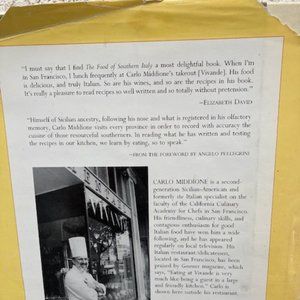 "I must say that I find The Food of Southern Italy a most delightful book. When I'm
in San Francisco, I lunch frequently at Carlo Middione's takeout [Vivande]. His food
is delicious, and truly Italian. So are his wines, and so are the recipes in his book.
It's really a pleasure to read recipes so well written and so totally without pretension."
—ELIZABETH DAVID
"Himself of Sicilian ancestry, following his nose and what is registered in his olfactory
memory, Carlo Middione visits every province in order to record with accuracy the
cuisine of those resourceful southerners. In reading what he has written and testing
the recipes in our kitchen, we learn by eating, so to speak."
—FROM THE FOREWORD BY ANGELO PELLEGRINI
CARLO MIDDIONE is a second-
generation Sicilian-American and
formerly the Italian specialist on the
faculty of the California Culinary
Academy for Chefs in San Francisco.
His friendliness, culinary skills, and
contagious enthusiasm for good
Italian food have won him a wide
following, and he has appeared
regularly on local television. His
Italian restaurant/delicatessen,
located in San Francisco, has been
praised by Gourmet magazine, which
says, "Eating at Vivande is very
much like being a guest in a large
and friendly kitchen." Carlo is
shown here outside his restaurant.